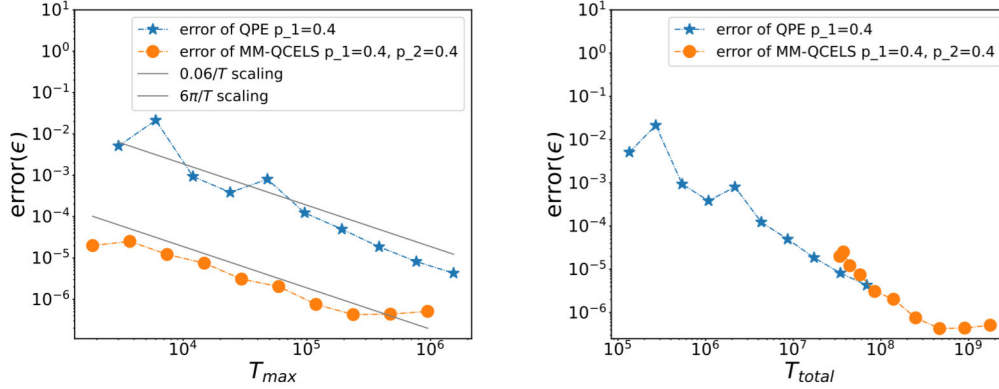 error of QPE p_1=0.4
error of MM-QCELS p_1=0.4, p_2=0.4
0.06/T scaling
6π/T scaling
10²
10¹
10⁰
10⁻¹
10⁻²
10⁻³
10⁻⁴
10⁻⁵
10⁻⁶
error(ϵ)
10⁴
10⁵
10⁶
T_max
error of QPE p_1=0.4
error of MM-QCELS p_1=0.4, p_2=0.4
10²
10¹
10⁰
10⁻¹
10⁻²
10⁻³
10⁻⁴
10⁻⁵
10⁻⁶
error(ϵ)
10⁵
10⁶
10⁷
10⁸
10⁹
T_total